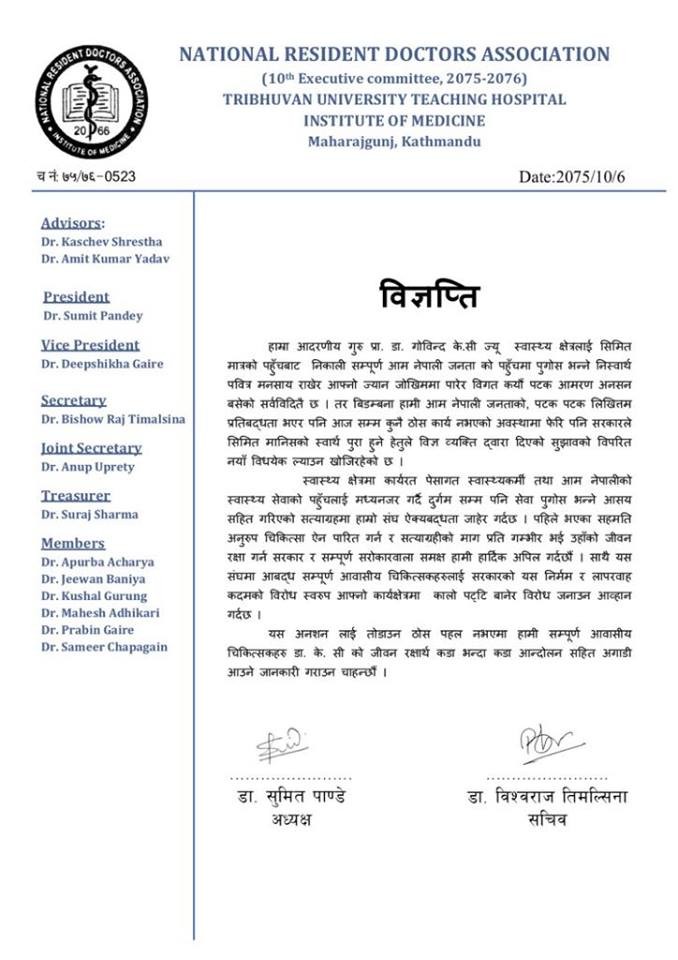 NATIONAL RESIDENT DOCTORS ASSOCIATION
(10th Executive committee, 2075-2076)
TRIBHUVAN UNIVERSITY TEACHING HOSPITAL
INSTITUTE OF MEDICINE
Maharajgunj, Kathmandu
NATIONAL RESIDENT DOCTORS ASSOCIATION
20 66
INSTITUTE OF MEDICINE
च नं: ७५/७६-0523
Date:2075/10/6
Advisors:
Dr. Kaschev Shrestha
Dr. Amit Kumar Yadav
President
Dr. Sumit Pandey
Vice President
Dr. Deepshikha Gaire
Secretary
Dr. Bishow Raj Timalsina
Joint Secretary
Dr. Anup Uprety
Treasurer
Dr. Suraj Sharma
Members
Dr. Apurba Acharya
Dr. Jeewan Baniya
Dr. Kushal Gurung
Dr. Mahesh Adhikari
Dr. Prabin Gaire
Dr. Sameer Chapagain
विज्ञप्ति
हाम्रा आदरणीय गुरु प्रा. डा. गोविन्द के.सी ज्यू स्वास्थ्य क्षेत्रलाई सिमित
मात्रको पहुँचबाट निकाली सम्पूर्ण आम नेपाली जनता को पहुँचमा पुगोस भन्ने निस्वार्थ
पवित्र मनसाय राखेर आफ्नो ज्यान जोखिममा पारेर विगत कयौं पटक आमरण अनसन
बसेको सर्वविदितै छ । तर बिडम्बना हामी आम नेपाली जनताको, पटक पटक लिखित्तम
प्रतिबद्धता भएर पनि आज सम्म कुनै ठोस कार्य नभएको अवस्थामा फेरि पनि सरकारले
सिमित मानिसको स्वार्थ पुरा हुने हेतुले विज्ञ व्यक्ति द्वारा दिएको सुझावको विपरित
नयाँ विधयेक ल्याउन खोजिरहेको छ ।
स्वास्थ्य क्षेत्रमा कार्यरत पेसागत स्वास्थ्यकर्मी तथा आम नेपालीको
स्वास्थ्य सेवाको पहुँचलाई मध्यनजर गर्दै दुर्गम सम्म पनि सेवा पुगोस भन्ने आसय
सहित गरिएको सत्याग्रहमा हाम्रो संघ ऐक्यबद्धता जाहेर गर्दछ । पहिले भएका सहमति
अनुरुप चिकित्सा ऐन पारित गर्न र सत्याग्रहीको माग प्रति गम्भीर भई उहाँको जीवन
रक्षा गर्न सरकार र सम्पूर्ण सरोकारवाला समक्ष हामी हार्दिक अपिल गर्दछौं । साथै यस
संघमा आबद्ध सम्पूर्ण आवासीय चिकित्सकहरुलाई सरकारको यस निर्मम र लापरवाह
कदमको विरोध स्वरुप आफ्नो कार्यक्षेत्रमा कालो पट्टि बानेर विरोध जनाउन आव्हान
गर्दछ ।
यस अनशन लाई तोडाउन ठोस पहल नभएमा हामी सम्पूर्ण आवासीय
चिकित्सकहरु डा. के. सी को जीवन रक्षार्थ कडा भन्दा कडा आन्दोलन सहित अगाडी
आउने जानकारी गराउन चाहन्छौं ।
डा. सुमित पाण्डे
अध्यक्ष
डा. विश्वराज तिमल्सिना
सचिव